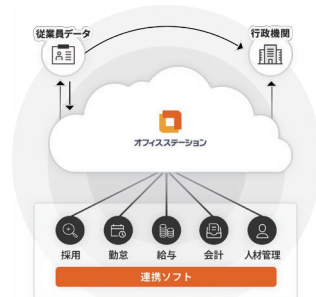 従業員データ
行政機関
オフィスステーション
採用
勤怠
給与
会計
人材管理
連携ソフト